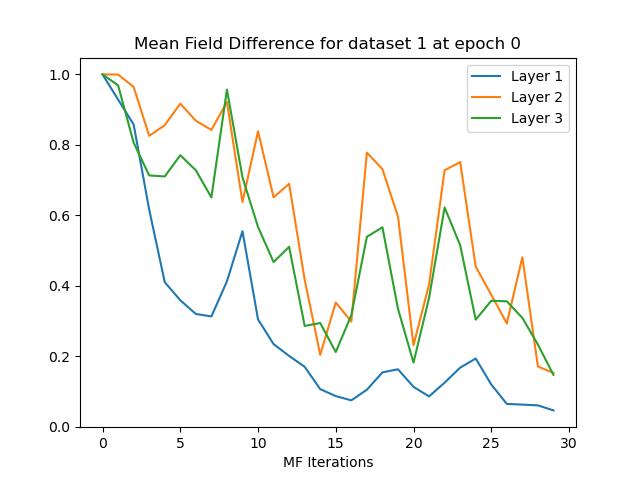 Mean Field Difference for dataset 1 at epoch 0
1.0
0.8
0.6
0.4
0.2
0.0
Layer 1
Layer 2
Layer 3
0 5 10 15 20 25 30
MF Iterations